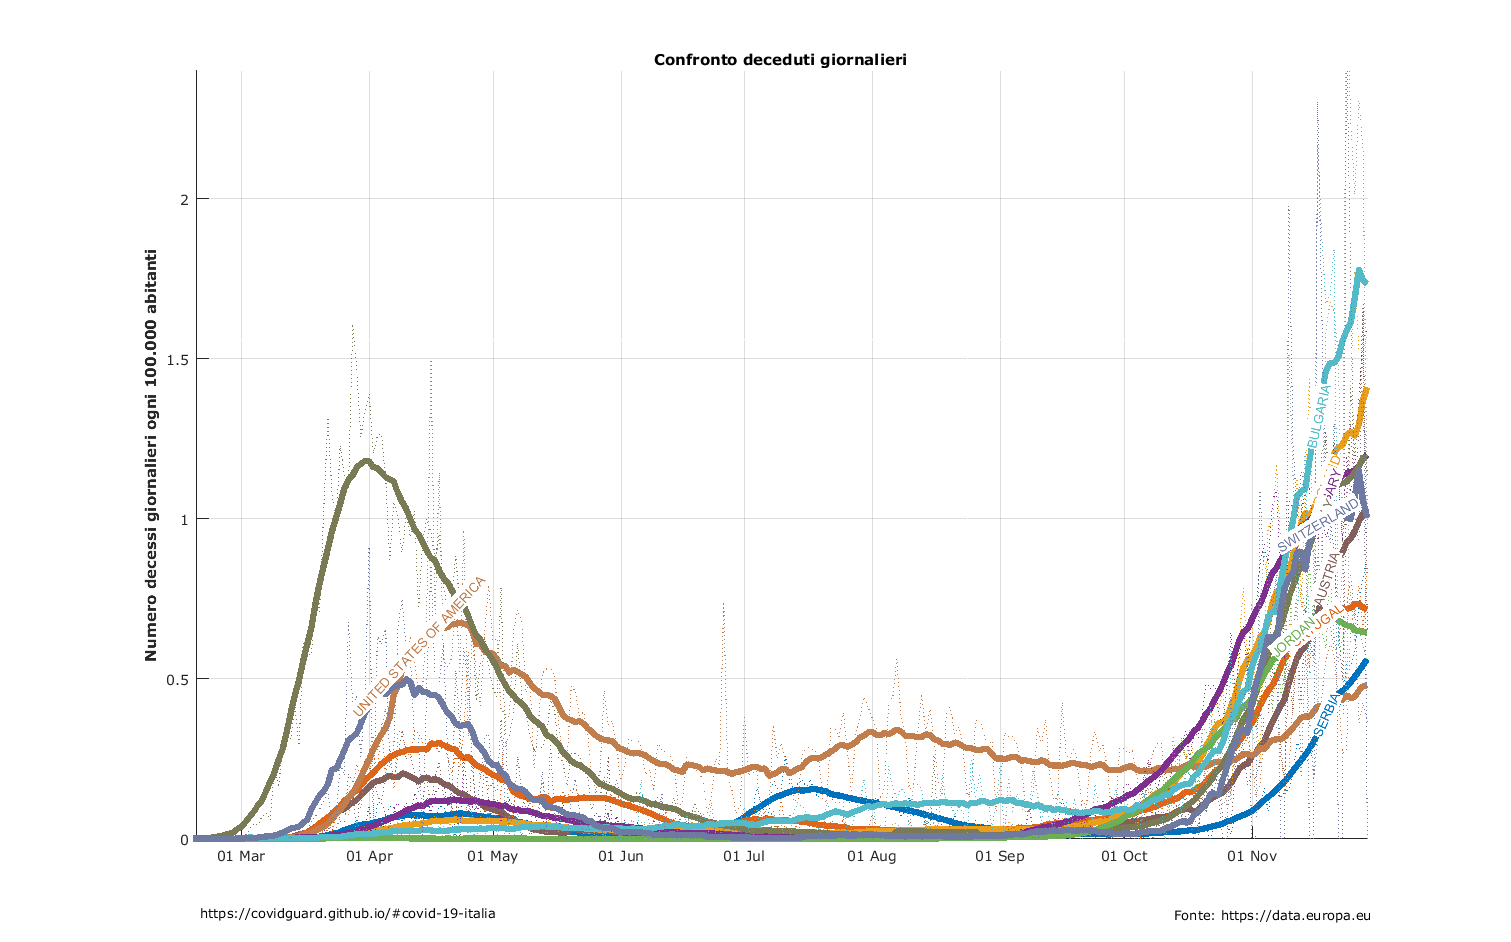 Confronto deceduti giornalieri
Numero decessi giornalieri ogni 100.000 abitanti
2
1.5
1
0.5
0
BULGARIA
SWITZERLAND
AUSTRIA
JORDAN
SERBIA
UNITED STATES OF AMERICA
01 Mar
01 Apr
01 May
01 Jun
01 Jul
01 Aug
01 Sep
01 Oct
01 Nov
https://covidguard.github.io/#covid-19-italia
Fonte: https://data.europa.eu